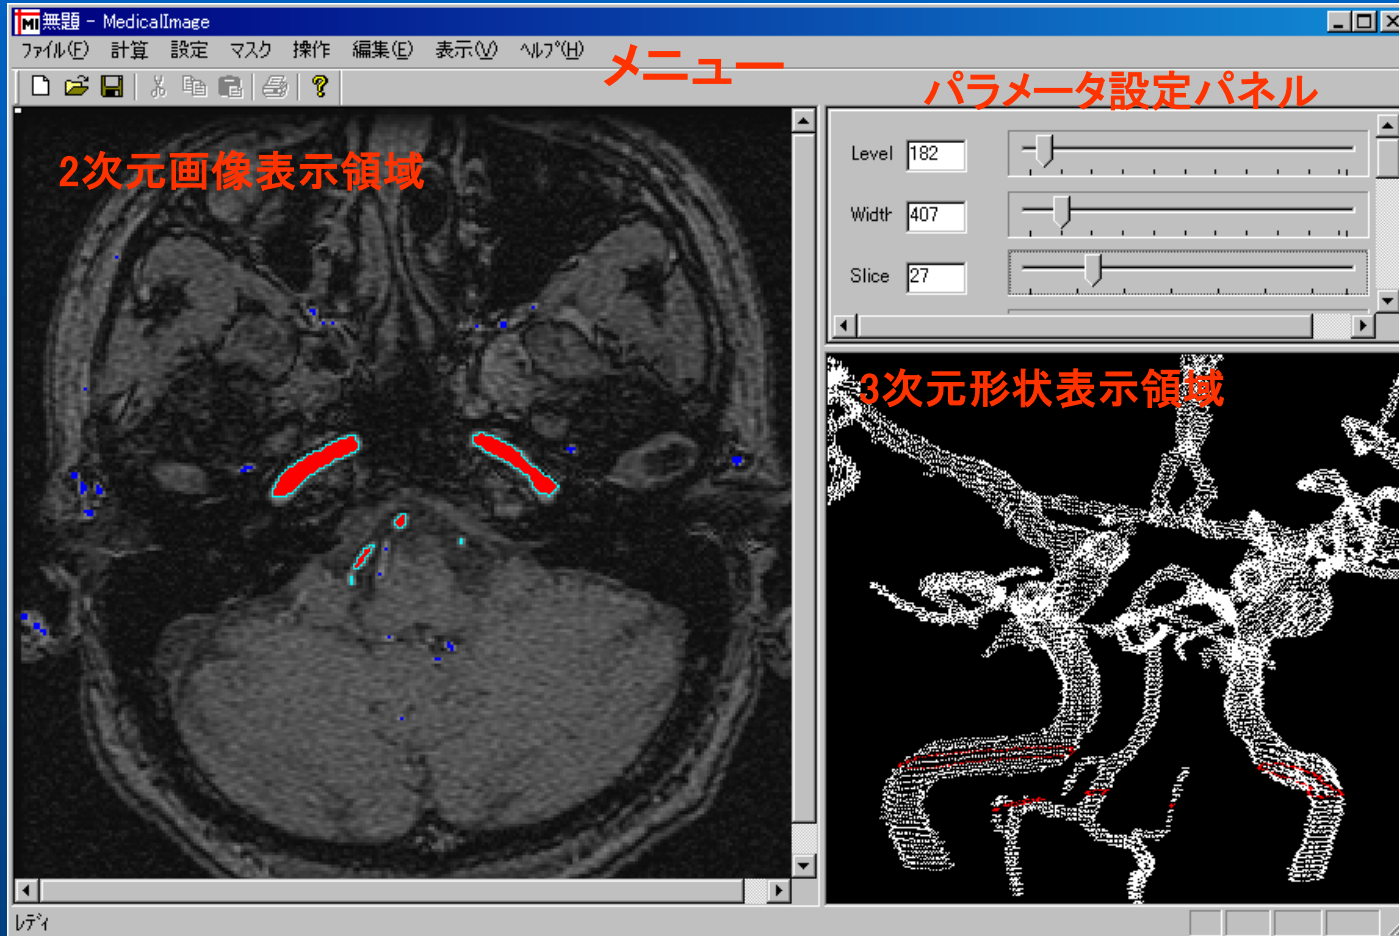 MI 無題 - MedicalImage
ﾌｧｲﾙ(F) 計算 設定 マスク 操作 編集(E) 表示(V) ﾍﾙﾌﾟ(H)
メニュー
パラメータ設定パネル
2次元画像表示領域
Level 182
Width 407
Slice 27
3次元形状表示領域
ﾚﾃﾞｨ